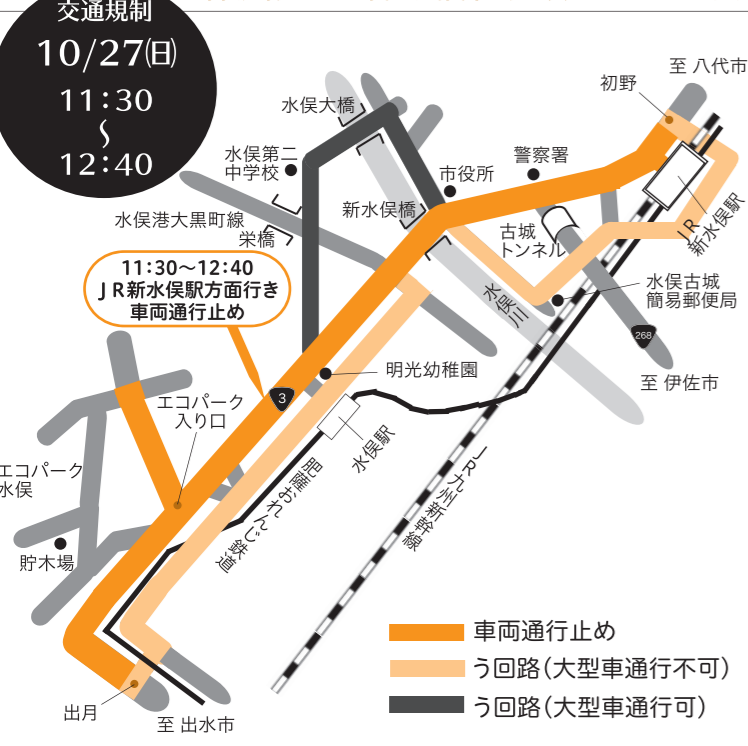 交通規制
10/27(日)
11:30
〜
12:40
至 八代市
初野
水俣大橋
水俣第二
中学校
市役所
警察署
水俣港大黒町線
栄橋
新水俣橋
古城
トンネル
JR
新水俣駅
11:30〜12:40
JR新水俣駅方面行き
車両通行止め
水俣川
水俣古城
簡易郵便局
268
至 伊佐市
明光幼稚園
3
エコパーク
入り口
水俣駅
エコパーク
水俣
肥薩おれんじ鉄道
JR九州新幹線
貯木場
出月
至 出水市
車両通行止め
う回路(大型車通行不可)
う回路(大型車通行可)